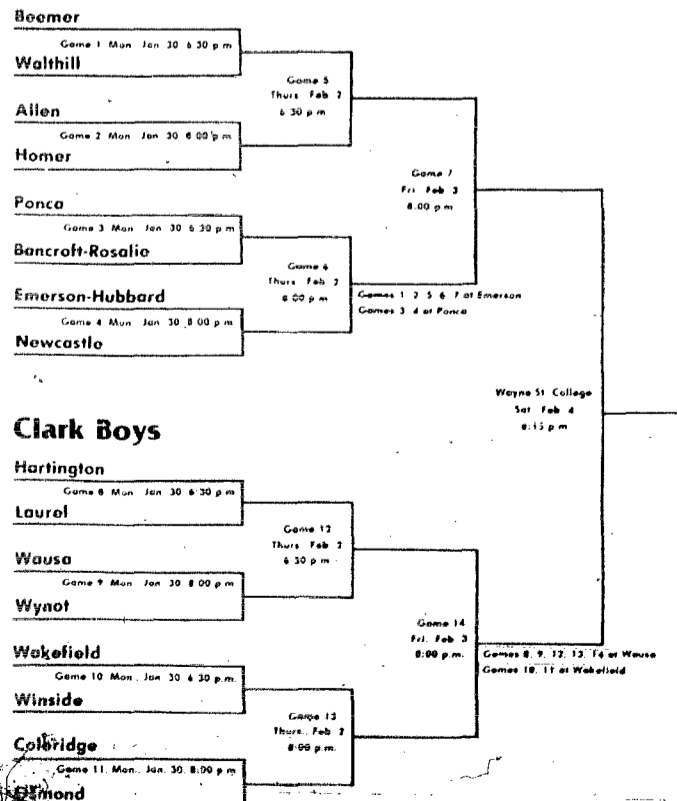 Beemer
Game 1 Mon Jan 30 6:30 p m
Walthill
Game 5
Thurs Feb 2
6 30 p m
Allen
Game 2 Mon Jan 30 8 00 p m
Homer
Game 7
Fri Feb 3
8:00 p m
Ponca
Game 3 Mon Jan 30 6 30 p m
Bancroft-Rosalie
Game 6
Thurs Feb 2
8 00 p m
Games 1 2 5 6 7 at Emerson
Games 3 4 at Ponca
Emerson-Hubbard
Game 4 Mon Jan 30 8 00 p m
Newcastle
Wayne St College
Sat Feb 4
8:15 p m
Clark Boys
Hartington
Game 8 Mon Jan 30 6 30 p m
Laurel
Game 12
Thurs Feb 2
6 30 p m
Wausa
Game 9 Mon Jan 30 8 00 p m
Wynot
Game 14
Fri. Feb 3
8:00 p.m.
Games 8, 9, 12, 13, 14 at Wausa
Games 10, 11 at Wakefield
Wakefield
Game 10 Mon. Jan 30 6 30 p.m.
Winside
Game 13
Thurs. Feb 2
8:00 p.m.
Coleridge
Game 11. Mon. Jan. 30. 8:00 p m
Osmond